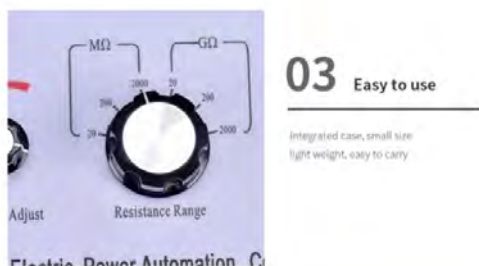 MΩ
GΩ
2000
20
200
200
20
2000
Adjust
Resistance Range
Electric Power Automation
03
Easy to use
Integrated case, small size
light weight, easy to carry